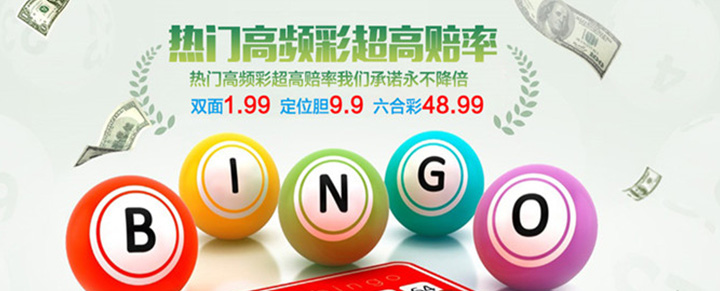 热门高频彩超高赔率
热门高频彩超高赔率我们承诺永不降倍
双面1.99 定位胆9.9 六合彩48.99
B I N G O
ingo
64